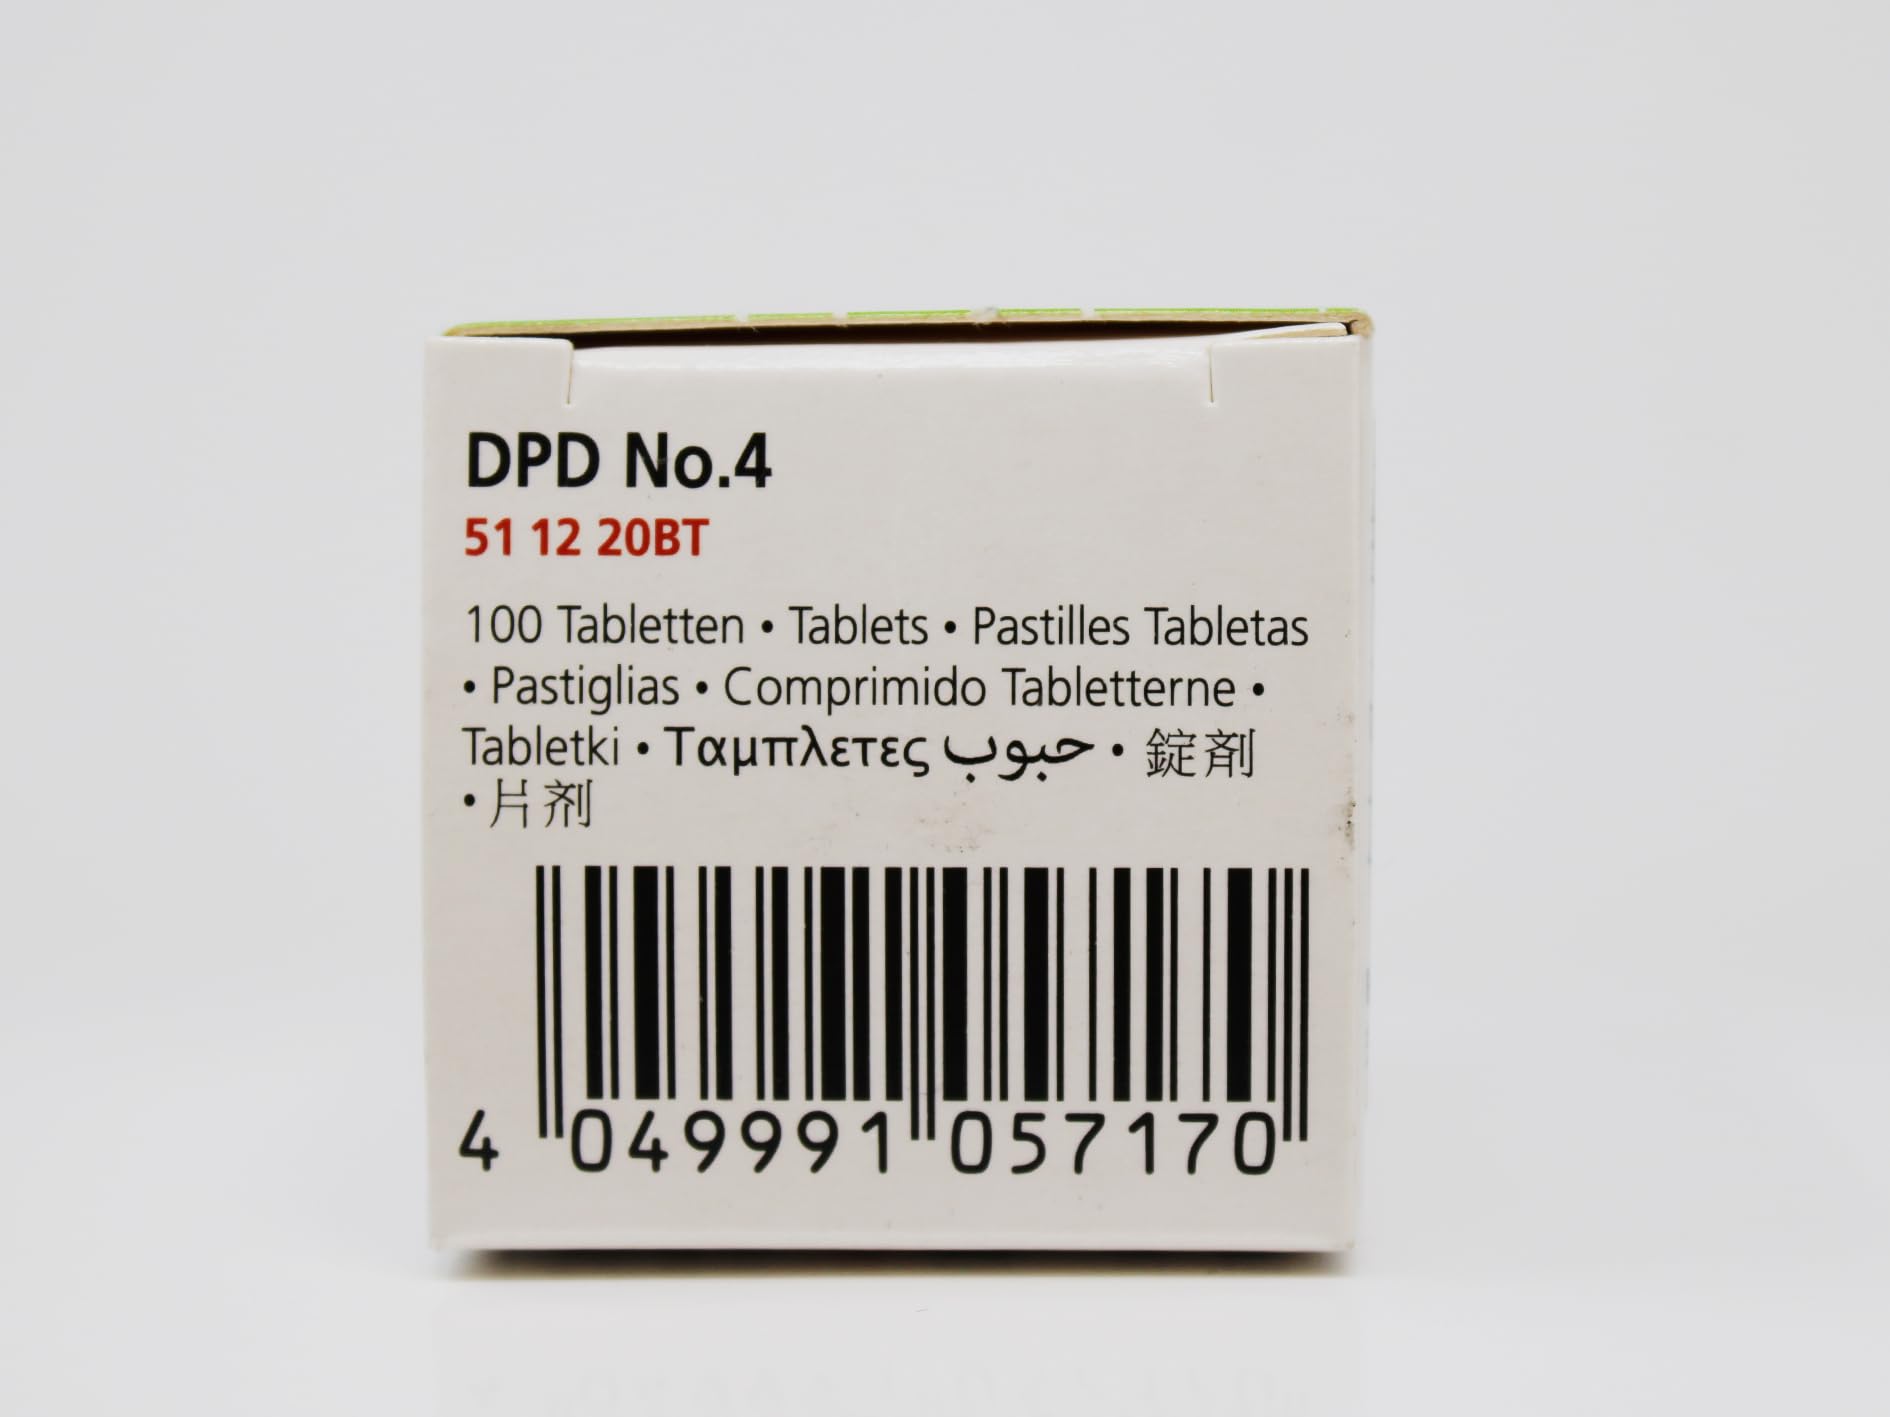 DPD No.4
51 12 20BT
100 Tabletten • Tablets • Pastilles Tabletas
• Pastiglias • Comprimido Tabletterne •
Tabletki • Ταμπλετες حبوب • 錠剤
• 片剂
4 049991 057170